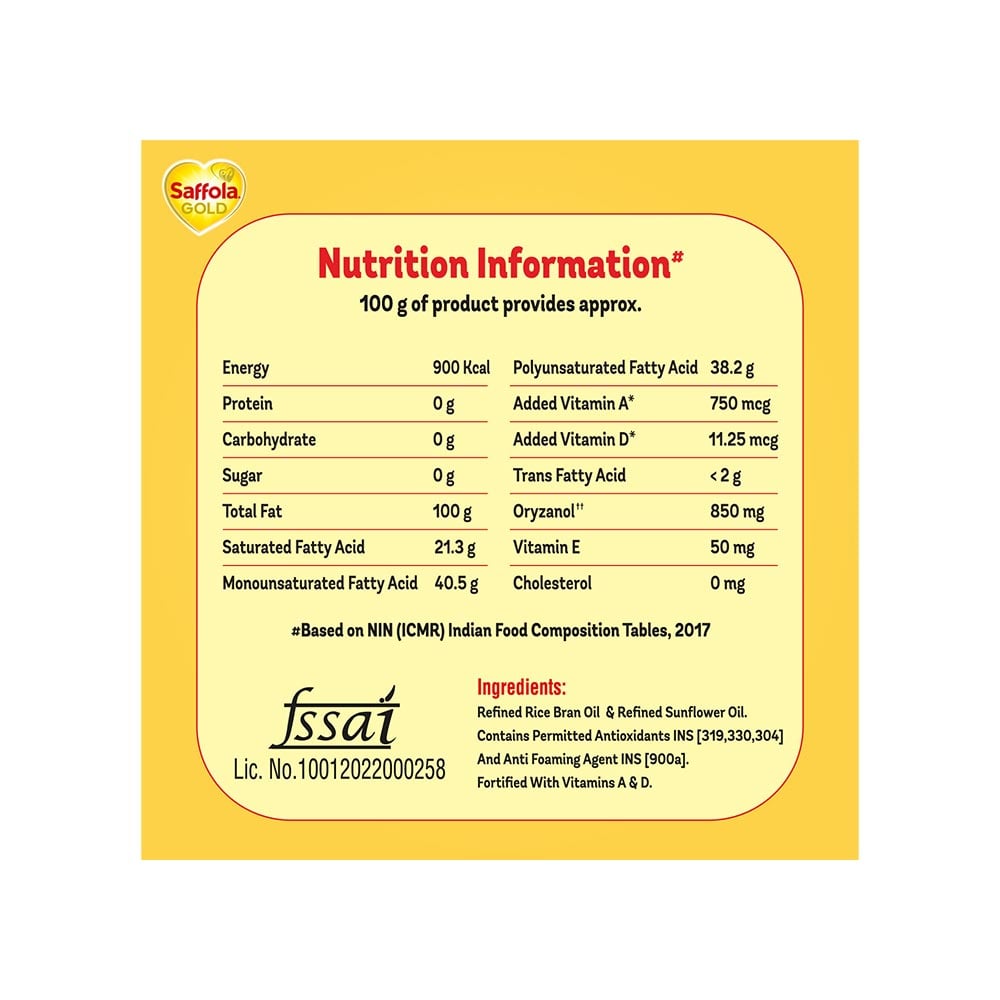 Saffola
GOLD
Nutrition Information#
100 g of product provides approx.
Energy 900 Kcal
Protein 0 g
Carbohydrate 0 g
Sugar 0 g
Total Fat 100 g
Saturated Fatty Acid 21.3 g
Monounsaturated Fatty Acid 40.5 g
Polyunsaturated Fatty Acid 38.2 g
Added Vitamin A* 750 mcg
Added Vitamin D* 11.25 mcg
Trans Fatty Acid < 2 g
Oryzanol†† 850 mg
Vitamin E 50 mg
Cholesterol 0 mg
#Based on NIN (ICMR) Indian Food Composition Tables, 2017
fssai
Lic. No.10012022000258
Ingredients:
Refined Rice Bran Oil & Refined Sunflower Oil.
Contains Permitted Antioxidants INS [319,330,304]
And Anti Foaming Agent INS [900a].
Fortified With Vitamins A & D.